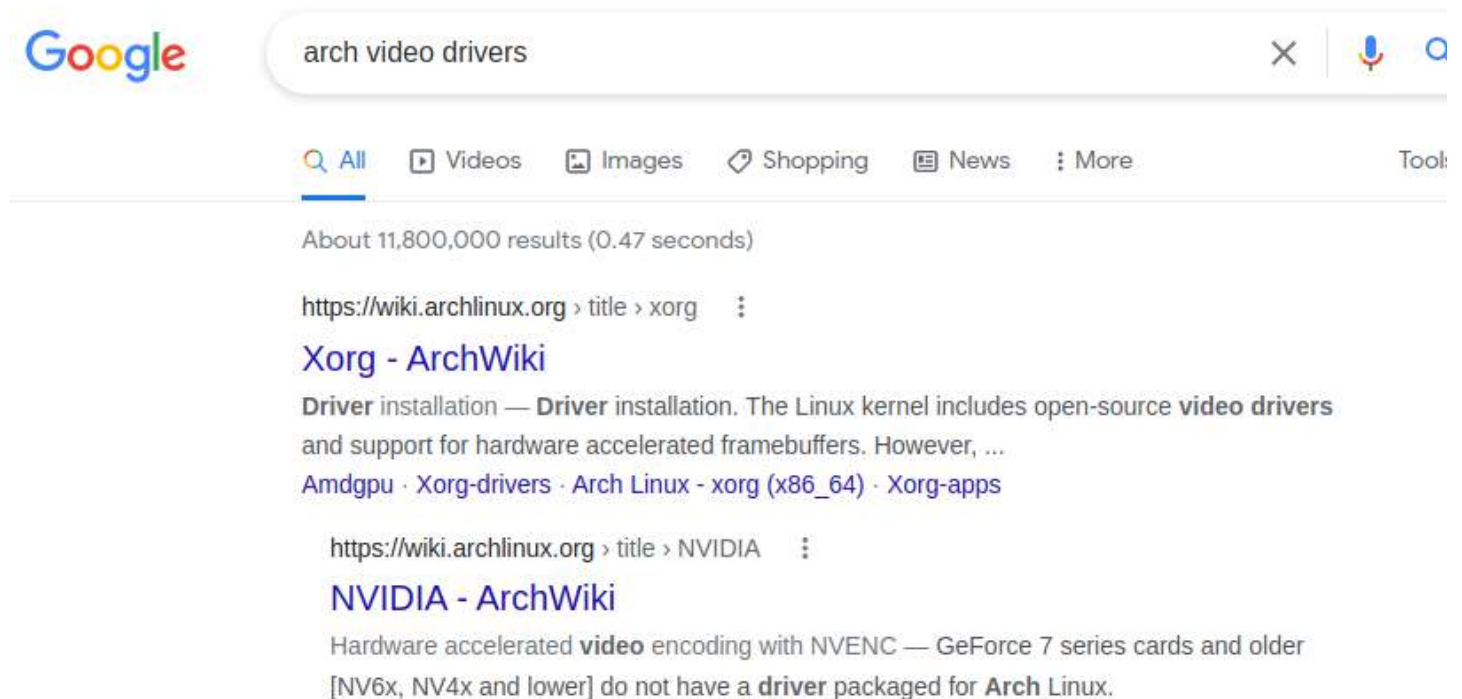 Google
arch video drivers
All Videos Images Shopping News More
About 11,800,000 results (0.47 seconds)
https://wiki.archlinux.org › title › xorg
Xorg - ArchWiki
Driver installation — Driver installation. The Linux kernel includes open-source video drivers
and support for hardware accelerated framebuffers. However, ...
Amdgpu · Xorg-drivers · Arch Linux - xorg (x86_64) · Xorg-apps
https://wiki.archlinux.org › title › NVIDIA
NVIDIA - ArchWiki
Hardware accelerated video encoding with NVENC — GeForce 7 series cards and older
[NV6x, NV4x and lower] do not have a driver packaged for Arch Linux.